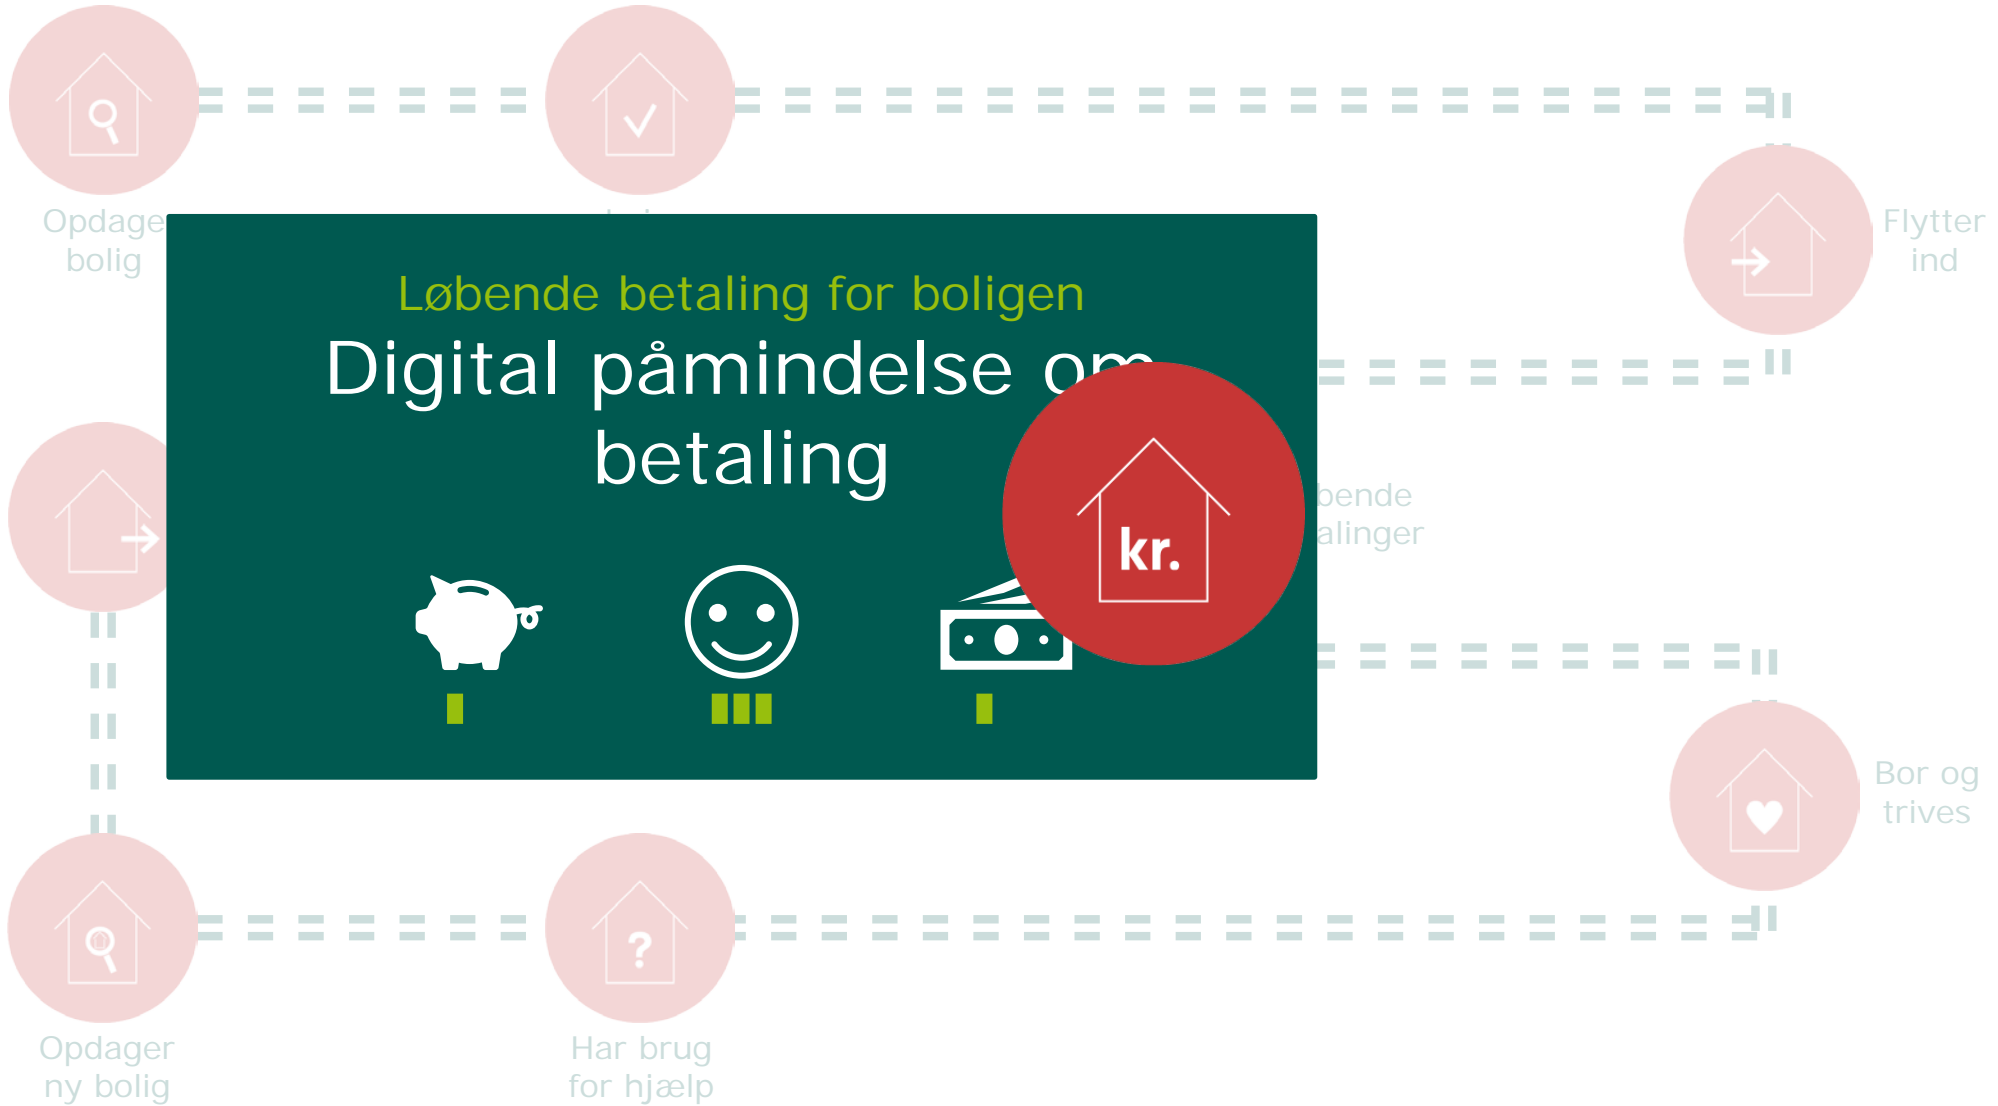 Opdage
bolig
Flytter
ind
Løbende betaling for boligen
Digital påmindelse om
betaling
kr.
bende
alinger
Bor og
trives
?
Opdager
ny bolig
Har brug
for hjælp